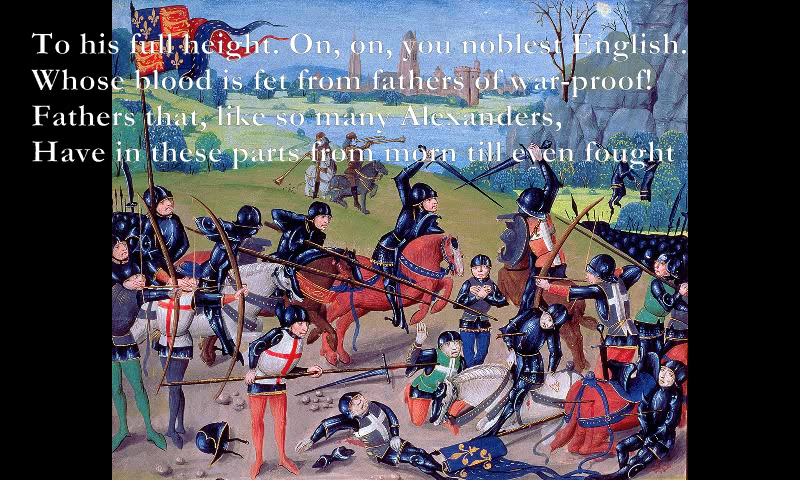 To his full height. On, on, you noblest English.
Whose blood is fet from fathers of war-proof!
Fathers that, like so many Alexanders,
Have in these parts from morn till even fought